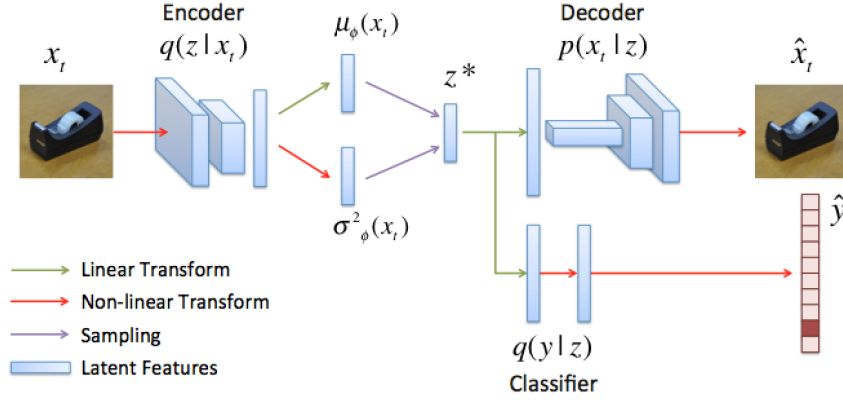 Encoder
q(z|x_t)
x_t
μ_ϕ(x_t)
σ²_ϕ(x_t)
z*
Decoder
p(x_t|z)
x̂_t
ŷ
Linear Transform
Non-linear Transform
Sampling
Latent Features
q(y|z)
Classifier